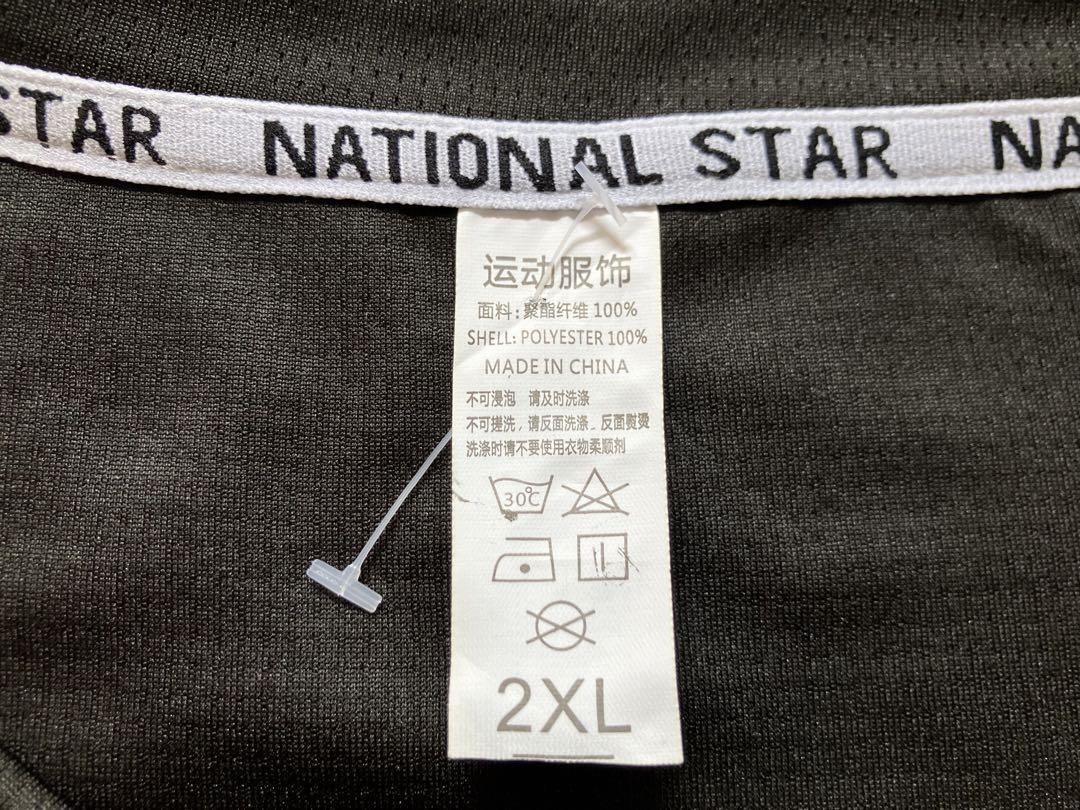 STAR NATIONAL STAR NA
运动服饰
面料:聚酯纤维 100%
SHELL: POLYESTER 100%
MADE IN CHINA
不可浸泡 请及时洗涤
不可搓洗,请反面洗涤、反面熨烫
洗涤时请不要使用衣物柔顺剂
30℃
2XL